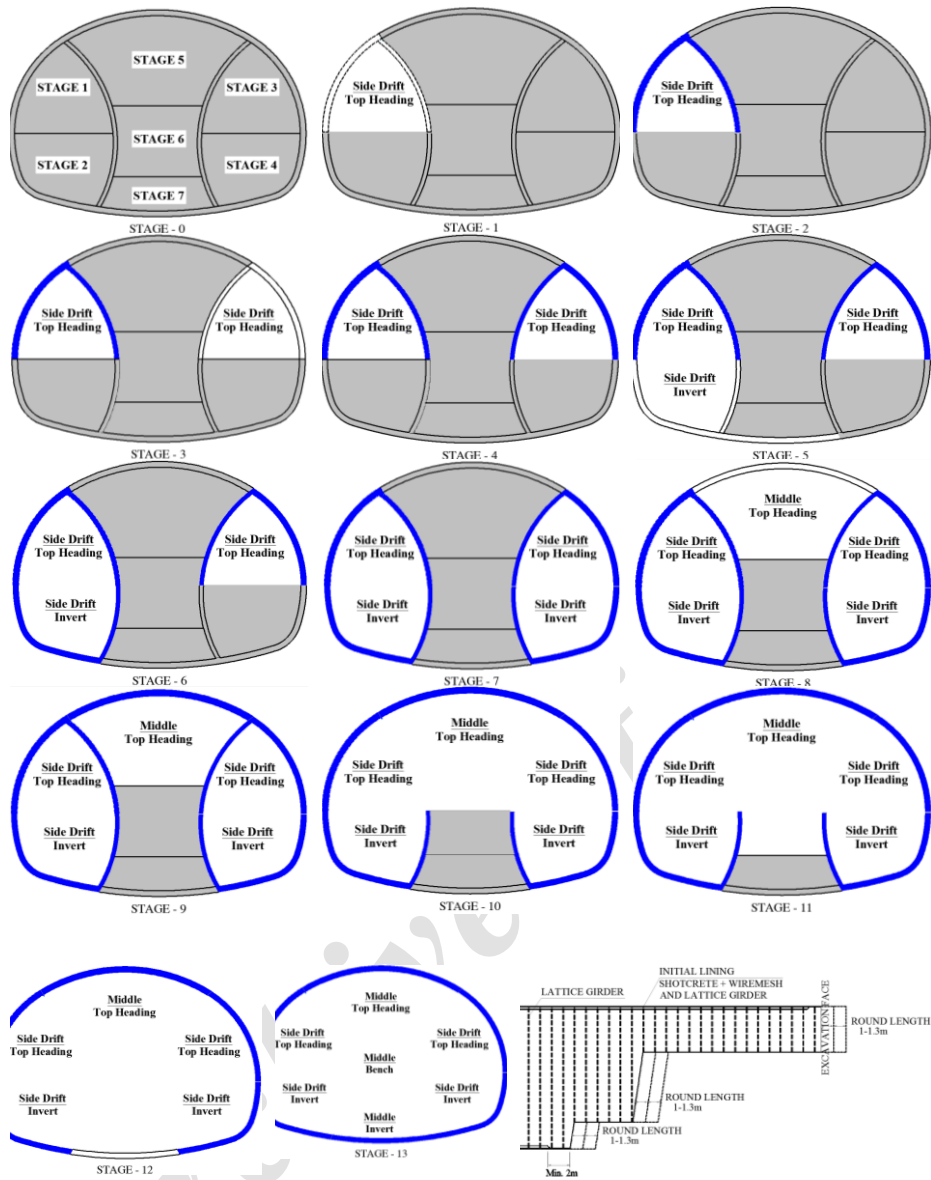 STAGE 5
STAGE 1
STAGE 3
STAGE 6
STAGE 2
STAGE 4
STAGE 7
STAGE - 0
Side Drift
Top Heading
STAGE - 1
Side Drift
Top Heading
STAGE - 2
Side Drift
Top Heading
Side Drift
Top Heading
STAGE - 3
Side Drift
Top Heading
Side Drift
Top Heading
STAGE - 4
Side Drift
Top Heading
Side Drift
Top Heading
Side Drift
Invert
STAGE - 5
Side Drift
Top Heading
Side Drift
Top Heading
Side Drift
Invert
STAGE - 6
Side Drift
Top Heading
Side Drift
Top Heading
Side Drift
Invert
Side Drift
Invert
STAGE - 7
Middle
Top Heading
Side Drift
Top Heading
Side Drift
Top Heading
Side Drift
Invert
Side Drift
Invert
STAGE - 8
Middle
Top Heading
Side Drift
Top Heading
Side Drift
Top Heading
Side Drift
Invert
Side Drift
Invert
STAGE - 9
Middle
Top Heading
Side Drift
Top Heading
Side Drift
Top Heading
Side Drift
Invert
Side Drift
Invert
STAGE - 10
Middle
Top Heading
Side Drift
Top Heading
Side Drift
Top Heading
Side Drift
Invert
Side Drift
Invert
STAGE - 11
Middle
Top Heading
Side Drift
Top Heading
Side Drift
Top Heading
Side Drift
Invert
Side Drift
Invert
STAGE - 12
Middle
Top Heading
Side Drift
Top Heading
Side Drift
Top Heading
Middle
Bench
Side Drift
Invert
Side Drift
Invert
Middle
Invert
STAGE - 13
INITIAL LINING
SHOTCRETE + WIREMESH
AND LATTICE GIRDER
LATTICE GIRDER
EXCAVATION FACE
ROUND LENGTH
1-1.3m
ROUND LENGTH
1-1.3m
ROUND LENGTH
1-1.3m
Min. 2m